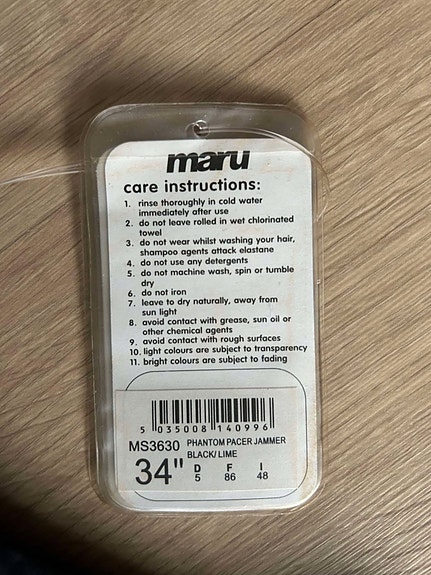 maru
care instructions:
1. rinse thoroughly in cold water
immediately after use
2. do not leave rolled in wet chlorinated
towel
3. do not wear whilst washing your hair,
shampoo agents attack elastane
4. do not use any detergents
5. do not machine wash, spin or tumble
dry
6. do not iron
7. leave to dry naturally, away from
sun light
8. avoid contact with grease, sun oil or
other chemical agents
9. avoid contact with rough surfaces
10. light colours are subject to transparency
11. bright colours are subject to fading
5 035008 140996
MS3630 PHANTOM PACER JAMMER
BLACK/LIME
34" D F I
5 86 48